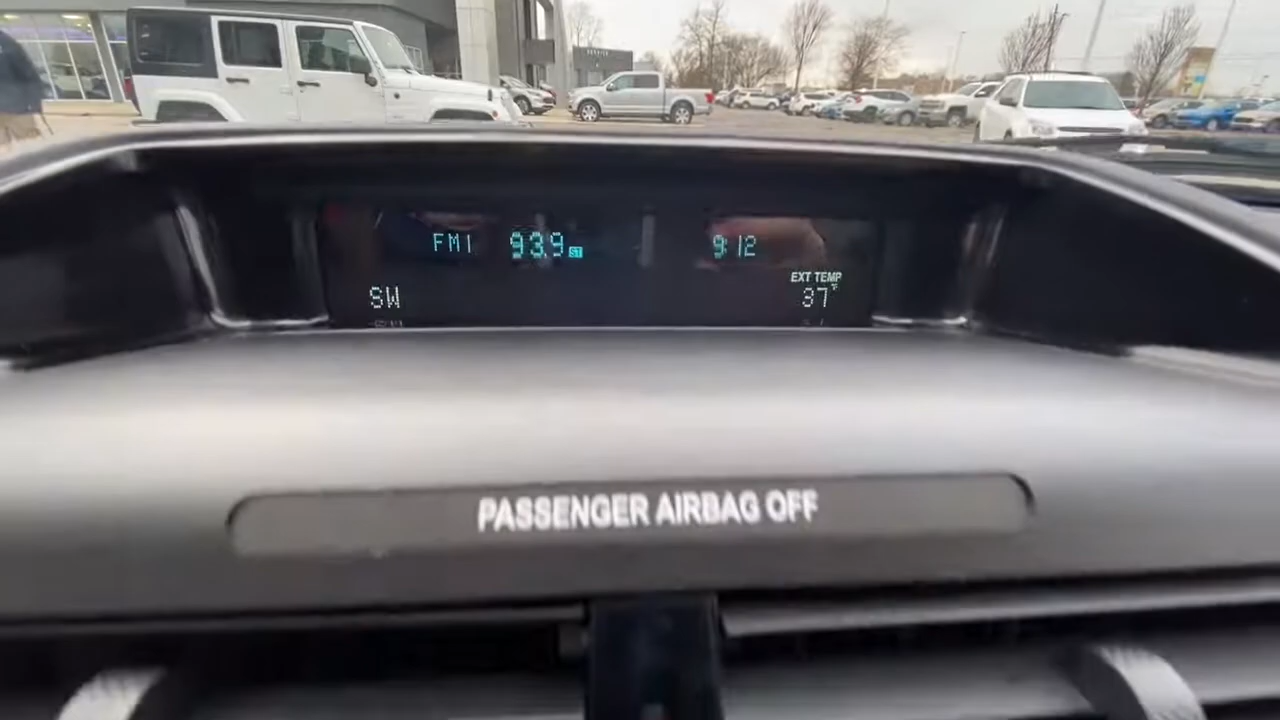 FM1 93.9 ST 9:12
EXT TEMP
SW 37°F
PASSENGER AIRBAG OFF